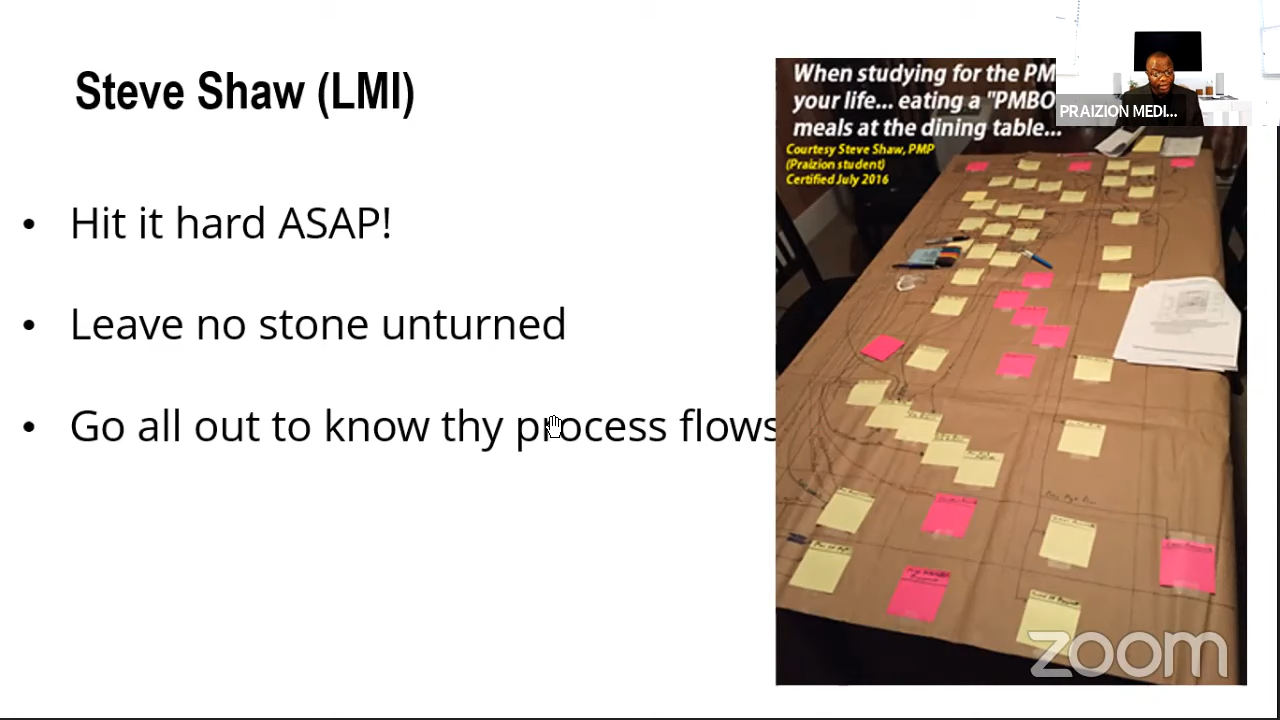 Steve Shaw (LMI)
• Hit it hard ASAP!
• Leave no stone unturned
• Go all out to know thy process flows
When studying for the PM
your life... eating a "PMBO
meals at the dining table...
Courtesy Steve Shaw, PMP
(Praizion student)
Certified July 2016
PRAIZION MEDI...
zoom